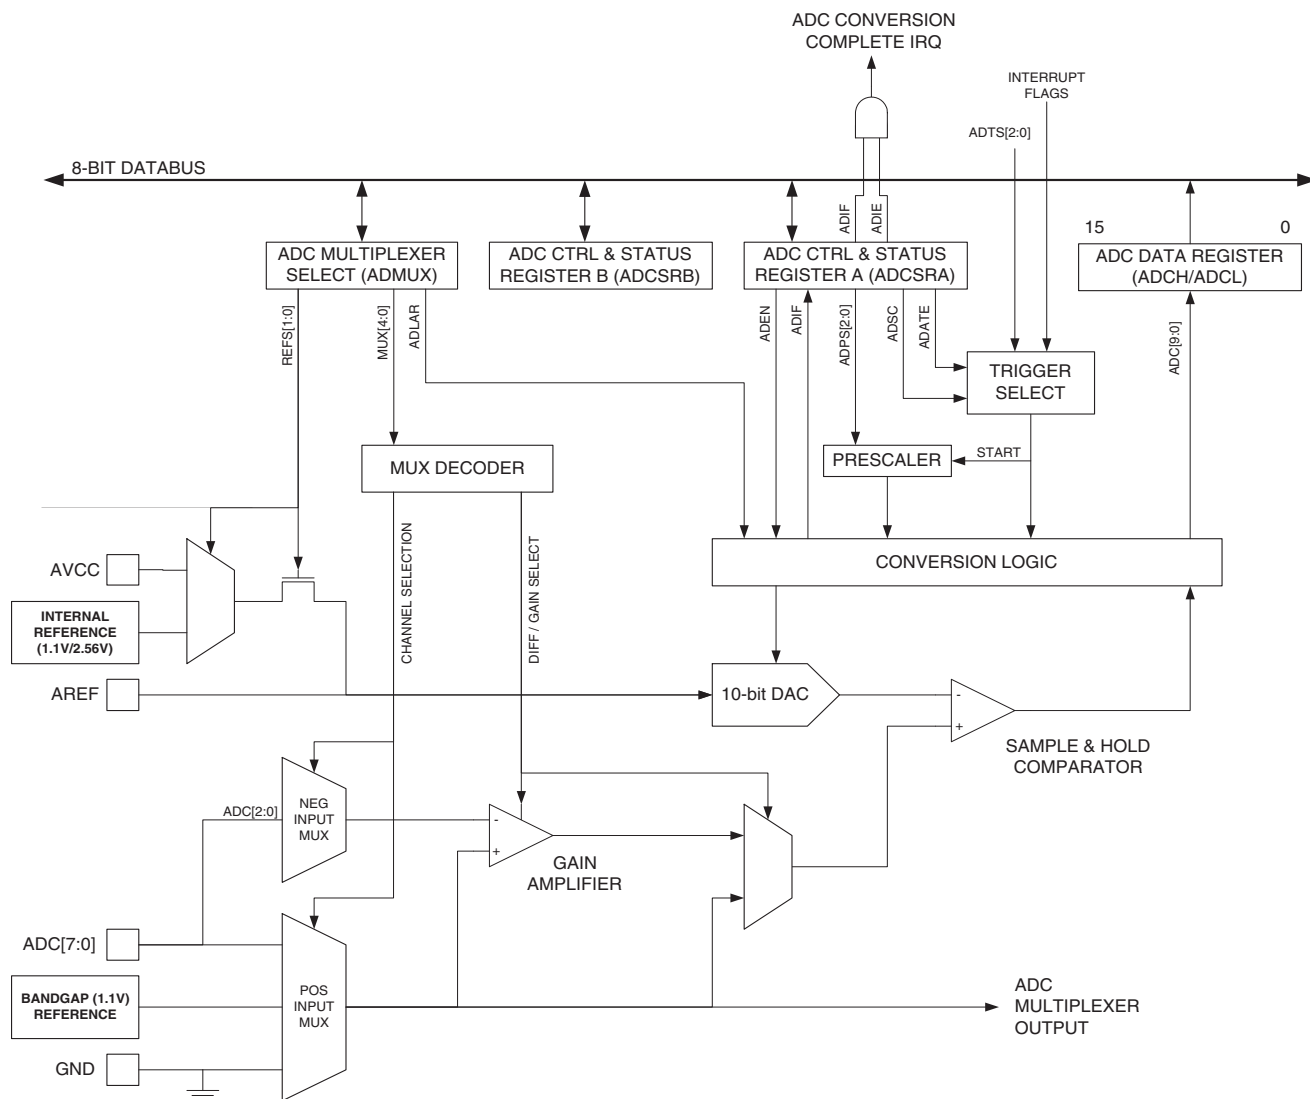 ADC CONVERSION
COMPLETE IRQ
INTERRUPT
FLAGS
ADTS[2:0]
8-BIT DATABUS
ADIF
ADIE
15
0
ADC MULTIPLEXER
SELECT (ADMUX)
ADC CTRL & STATUS
REGISTER B (ADCSRB)
ADC CTRL & STATUS
REGISTER A (ADCSRA)
ADC DATA REGISTER
(ADCH/ADCL)
REFS[1:0]
MUX[4:0]
ADLAR
ADEN
ADIF
ADPS[2:0]
ADSC
ADATE
ADC[9:0]
TRIGGER
SELECT
MUX DECODER
PRESCALER
START
CHANNEL SELECTION
DIFF / GAIN SELECT
CONVERSION LOGIC
AVCC
INTERNAL
REFERENCE
(1.1V/2.56V)
AREF
10-bit DAC
-
+
SAMPLE & HOLD
COMPARATOR
ADC[2:0]
NEG
INPUT
MUX
-
+
GAIN
AMPLIFIER
ADC[7:0]
BANDGAP (1.1V)
REFERENCE
POS
INPUT
MUX
ADC
MULTIPLEXER
OUTPUT
GND